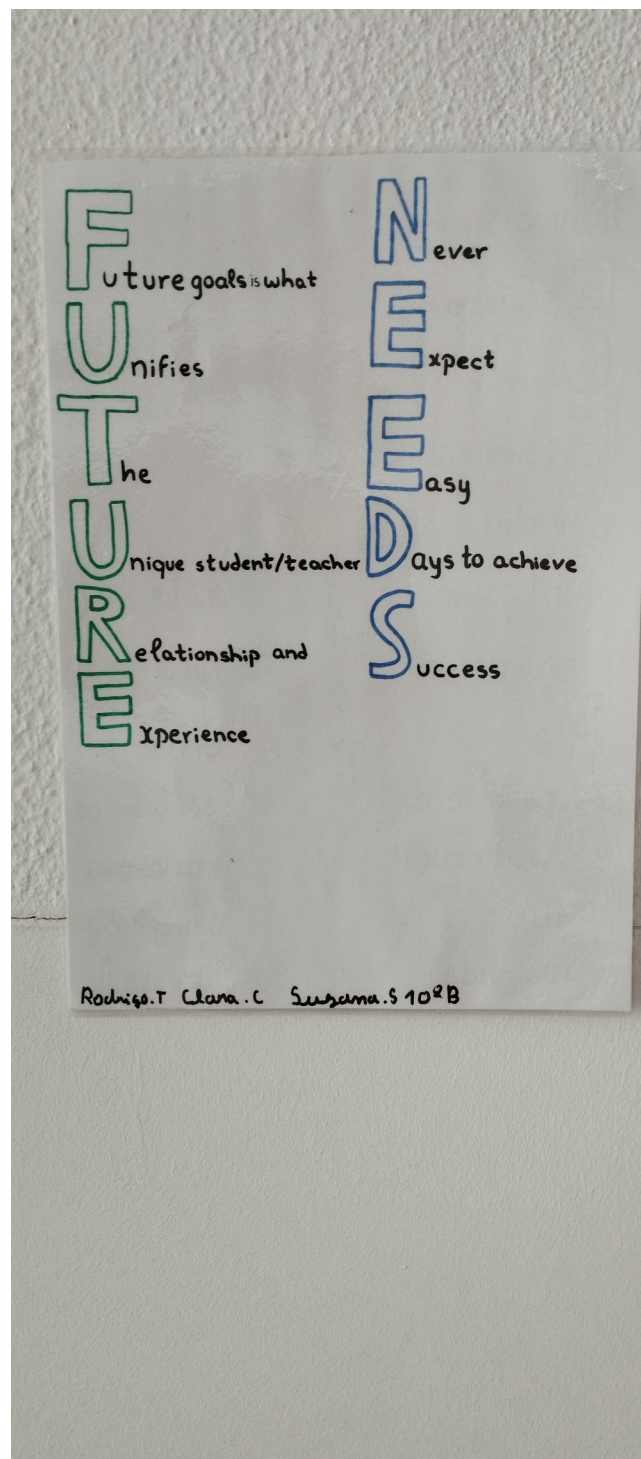 Future goals is what
Unifies
The
Unique student/teacher
Relationship and
Experience
Never
Expect
Easy
Days to achieve
Success
Rodrigo.T Clara.C Susana.S 10ºB